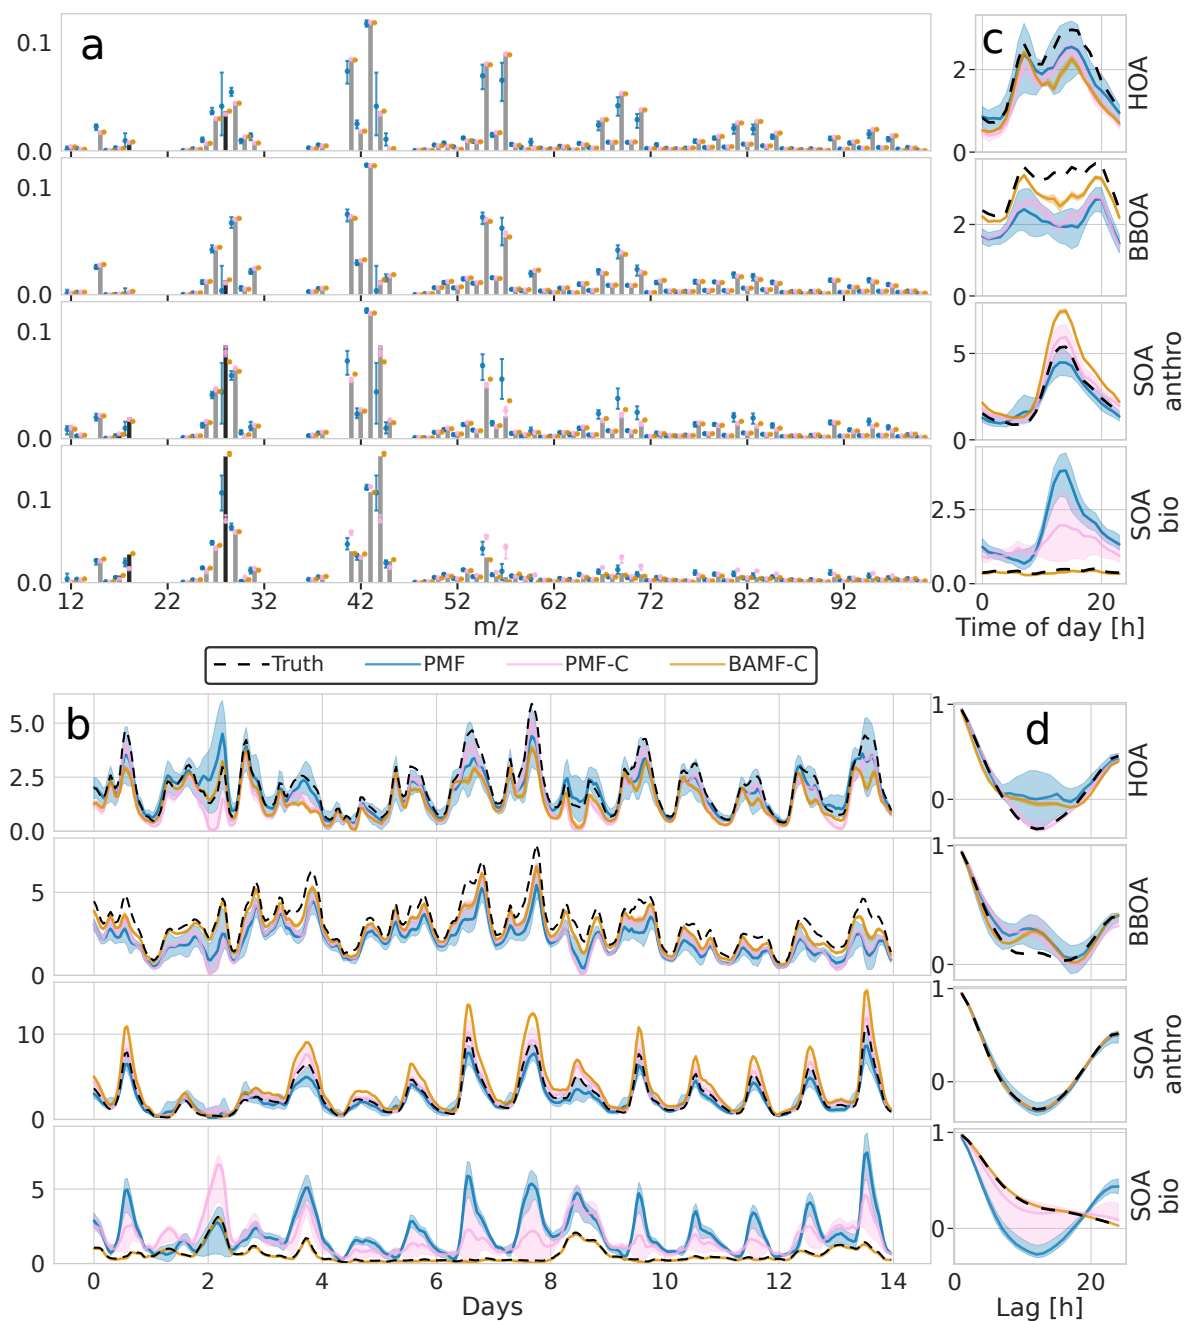 a
0.1
0.0
0.1
0.0
0.1
0.0
0.1
0.0
12 22 32 42 52 62 72 82 92
m/z
c
2
0
HOA
2
0
BBOA
5
0
SOA
anthro
2.5
0.0
SOA
bio
0 20
Time of day [h]
Truth PMF PMF-C BAMF-C
b
5.0
2.5
0.0
5
0
10
0
5
0
0 2 4 6 8 10 12 14
Days
d
1
0
HOA
1
0
BBOA
1
0
SOA
anthro
1
0
SOA
bio
0 20
Lag [h]